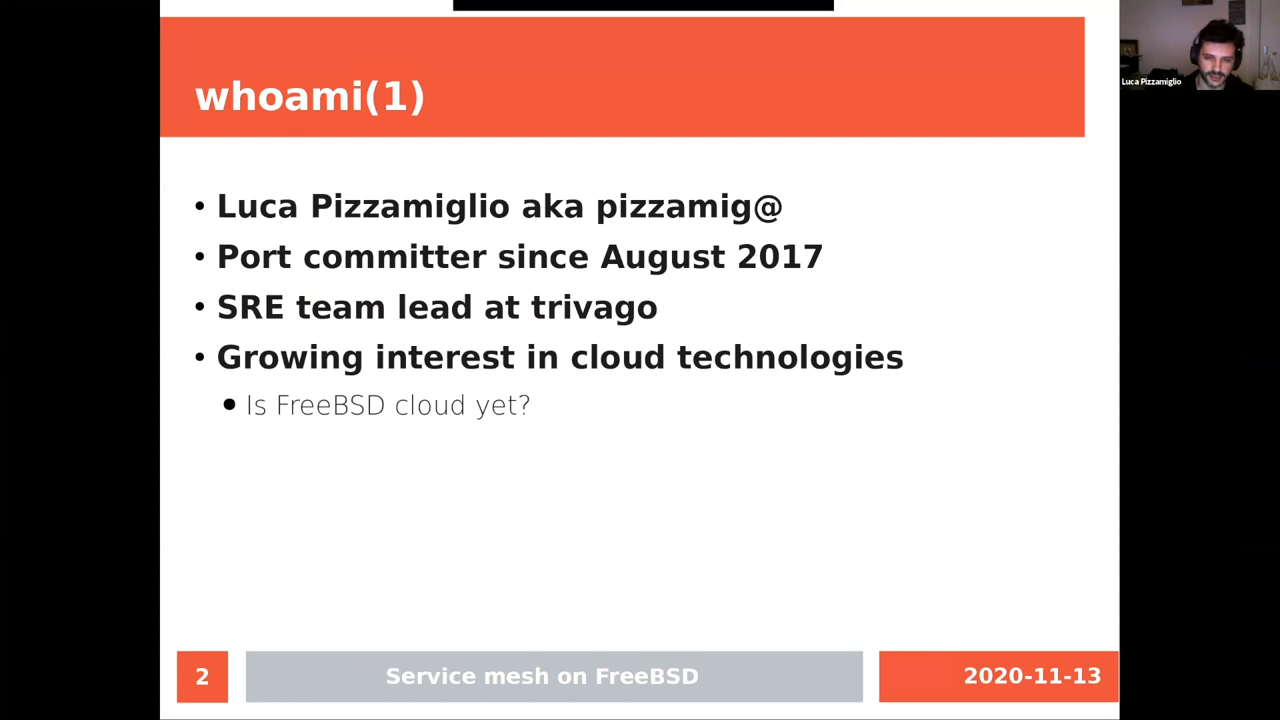 whoami(1)
Luca Pizzamiglio
• Luca Pizzamiglio aka pizzamig@
• Port committer since August 2017
• SRE team lead at trivago
• Growing interest in cloud technologies
• Is FreeBSD cloud yet?
2
Service mesh on FreeBSD
2020-11-13